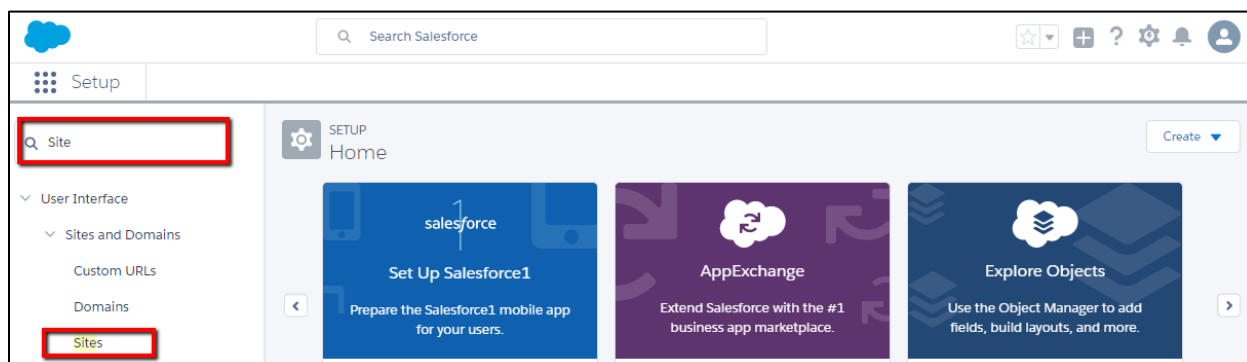 Search Salesforce
Setup
Site
SETUP
Home
Create
User Interface
Sites and Domains
Custom URLs
Domains
Sites
salesforce
1
Set Up Salesforce1
Prepare the Salesforce1 mobile app
for your users.
AppExchange
Extend Salesforce with the #1
business app marketplace.
Explore Objects
Use the Object Manager to add
fields, build layouts, and more.